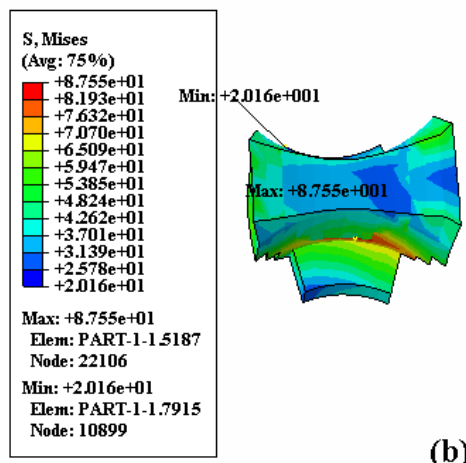 S, Mises
(Avg: 75%)
+8.755e+01
+8.193e+01
+7.632e+01
+7.070e+01
+6.509e+01
+5.947e+01
+5.385e+01
+4.824e+01
+4.262e+01
+3.701e+01
+3.139e+01
+2.578e+01
+2.016e+01
Max: +8.755e+01
Elem: PART-1-1.5187
Node: 22106
Min: +2.016e+01
Elem: PART-1-1.7915
Node: 10899
Min: +2.016e+001
Max: +8.755e+001
(b)